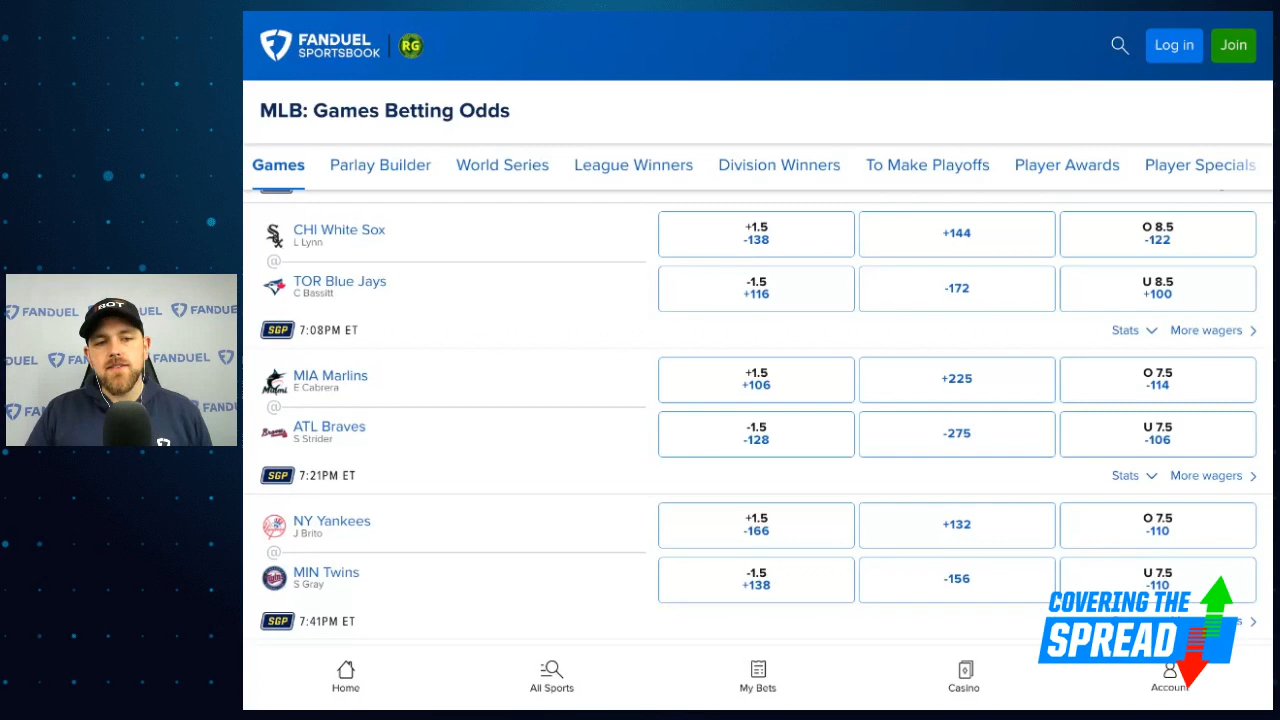 FANDUEL
SPORTSBOOK
RG
Log in
Join
MLB: Games Betting Odds
Games Parlay Builder World Series League Winners Division Winners To Make Playoffs Player Awards Player Specials
CHI White Sox
L Lynn
+1.5
-138
+144
O 8.5
-122
@
TOR Blue Jays
C Bassitt
-1.5
+116
-172
U 8.5
+100
SGP 7:08PM ET Stats More wagers
MIA Marlins
E Cabrera
+1.5
+106
+225
O 7.5
-114
@
ATL Braves
S Strider
-1.5
-128
-275
U 7.5
-106
SGP 7:21PM ET Stats More wagers
NY Yankees
J Brito
+1.5
-166
+132
O 7.5
-110
@
MIN Twins
S Gray
-1.5
+138
-156
U 7.5
-110
SGP 7:41PM ET
COVERING THE
SPREAD
Home
All Sports
My Bets
Casino
Account
FANDUEL
FANDUEL